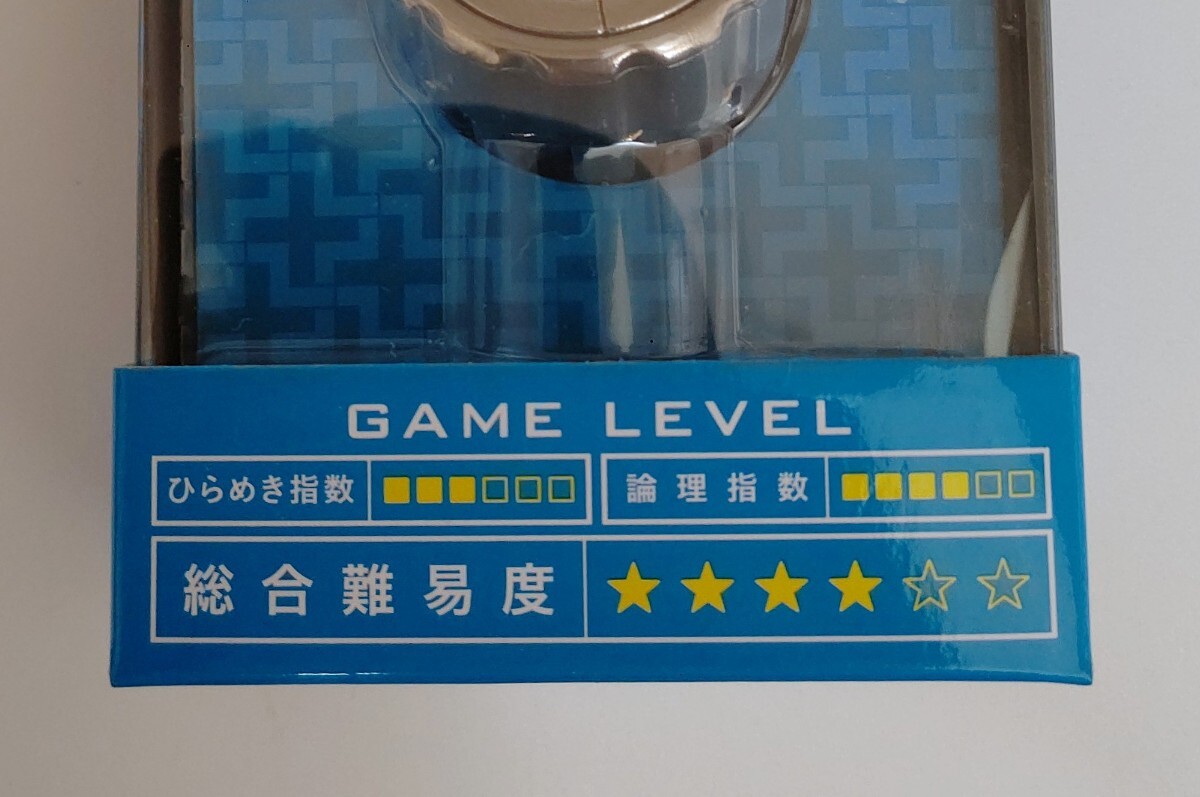 GAME LEVEL
ひらめき指数 ■■■□□□ 論理指数 ■■■■□□
総合難易度 ★★★★☆☆